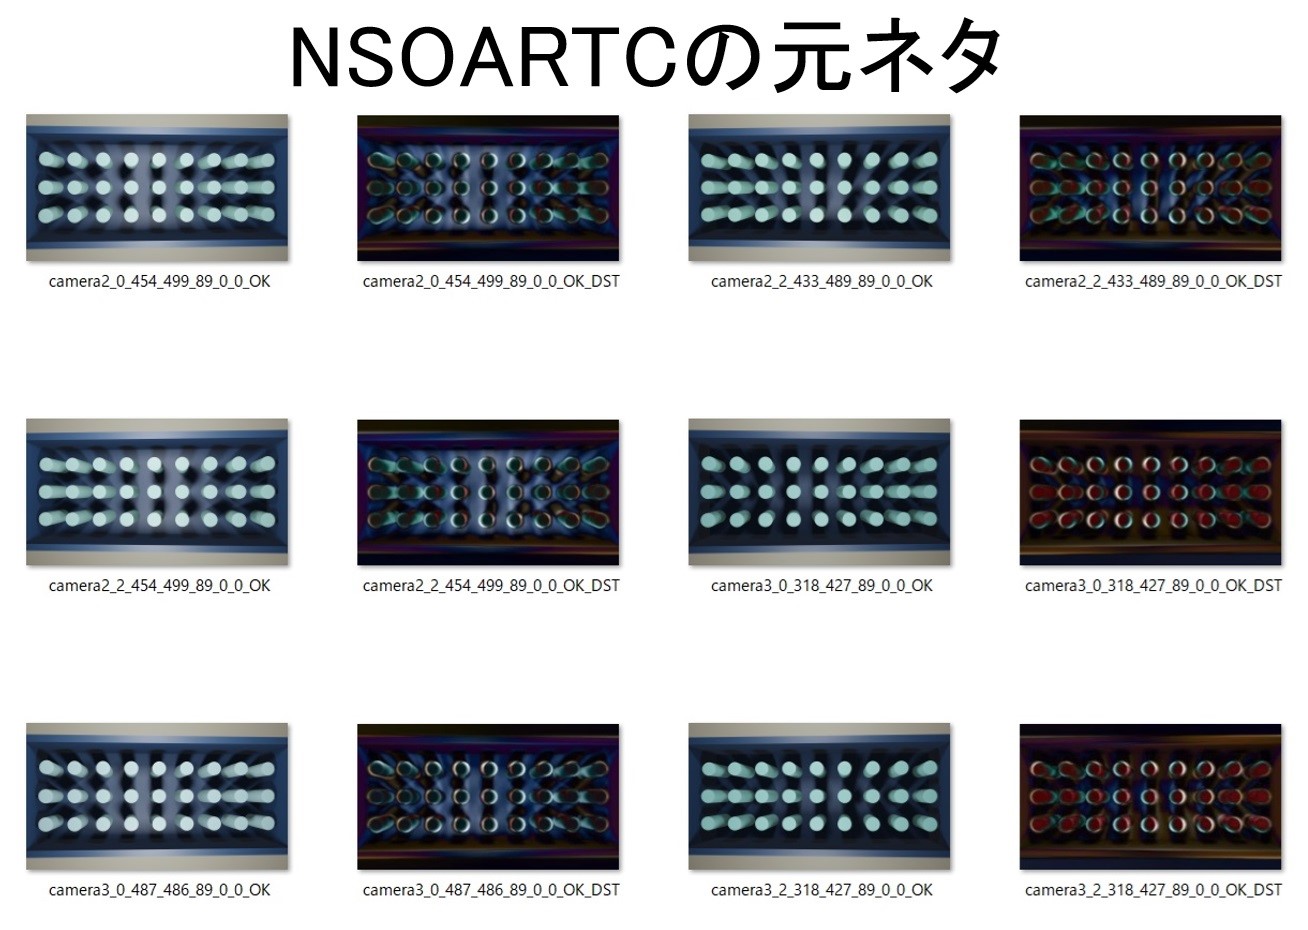 NSOARTCの元ネタ
camera2_0_454_499_89_0_0_OK
camera2_0_454_499_89_0_0_OK_DST
camera2_2_433_489_89_0_0_OK
camera2_2_433_489_89_0_0_OK_DST
camera2_2_454_499_89_0_0_OK
camera2_2_454_499_89_0_0_OK_DST
camera3_0_318_427_89_0_0_OK
camera3_0_318_427_89_0_0_OK_DST
camera3_0_487_486_89_0_0_OK
camera3_0_487_486_89_0_0_OK_DST
camera3_2_318_427_89_0_0_OK
camera3_2_318_427_89_0_0_OK_DST